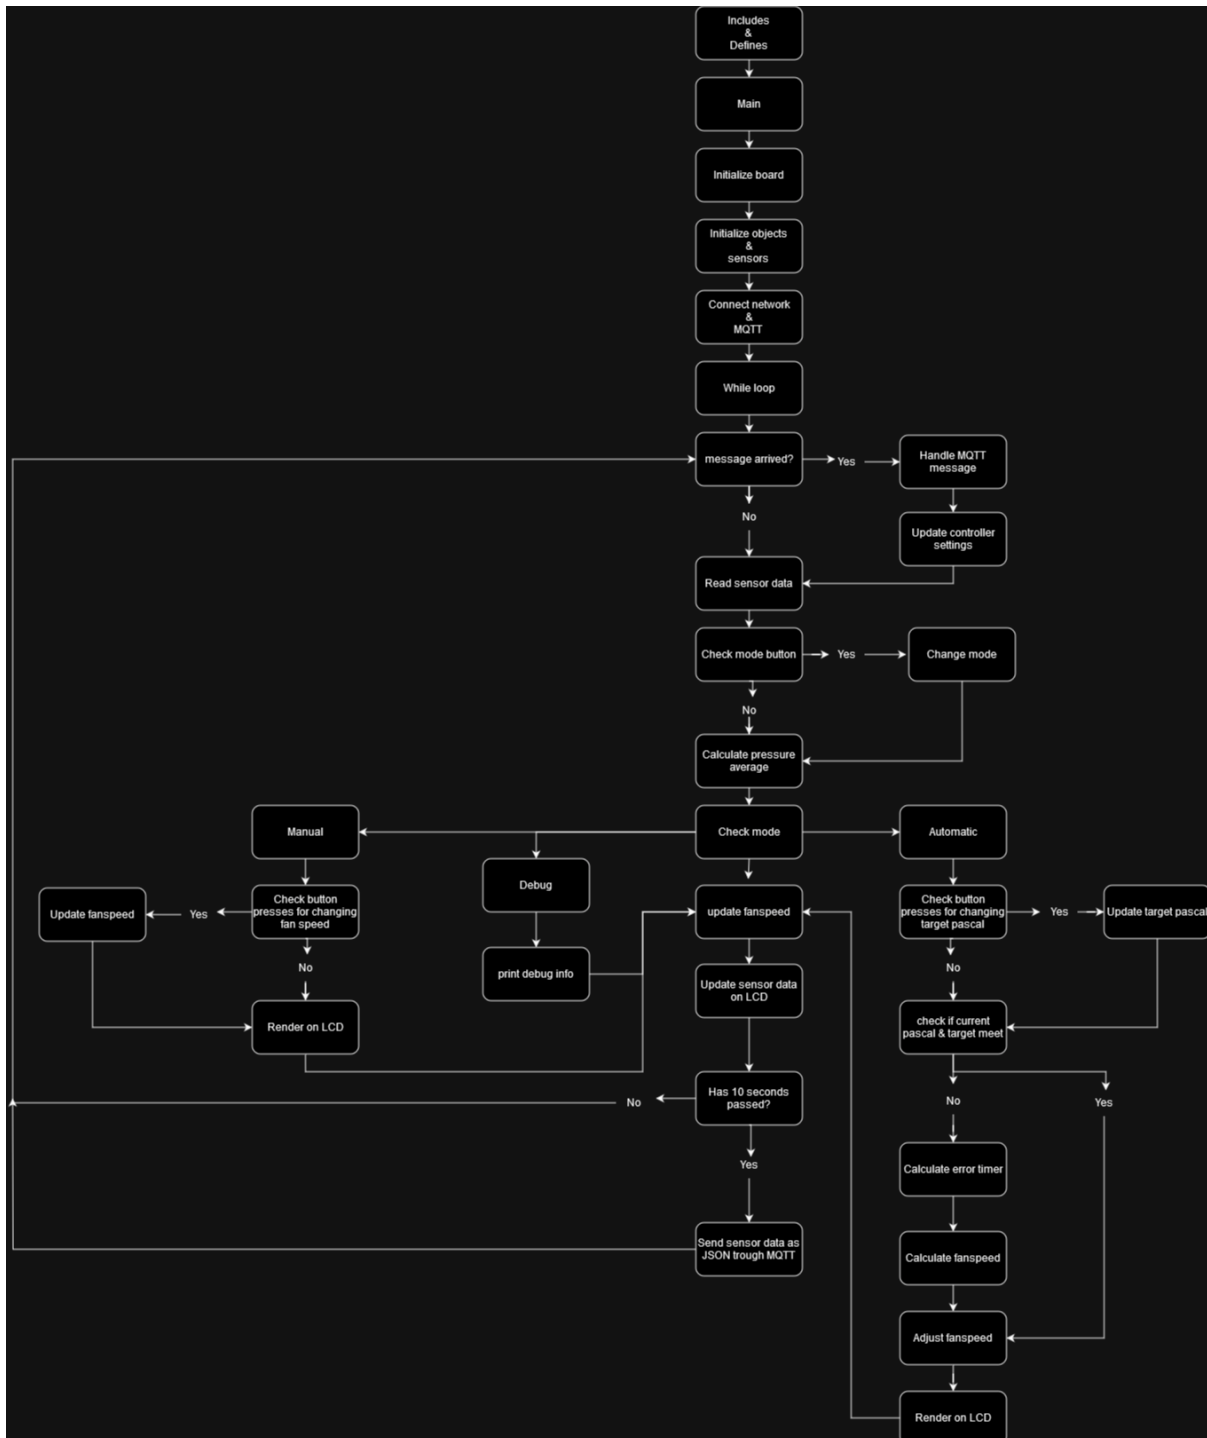 Includes
&
Defines
Main
Initialize board
Initialize objects
&
sensors
Connect network
&
MQTT
While loop
message arrived?
Yes
Handle MQTT
message
No
Update controller
settings
Read sensor data
Check mode button
Yes
Change mode
No
Calculate pressure
average
Manual
Check mode
Automatic
Debug
Update fanspeed
Yes
Check button
presses for changing
fan speed
update fanspeed
Check button
presses for changing
target pascal
Yes
Update target pascal
No
print debug info
Update sensor data
on LCD
No
Render on LCD
check if current
pascal & target meet
No
Has 10 seconds
passed?
No
Yes
Yes
Calculate error timer
Send sensor data as
JSON trough MQTT
Calculate fanspeed
Adjust fanspeed
Render on LCD